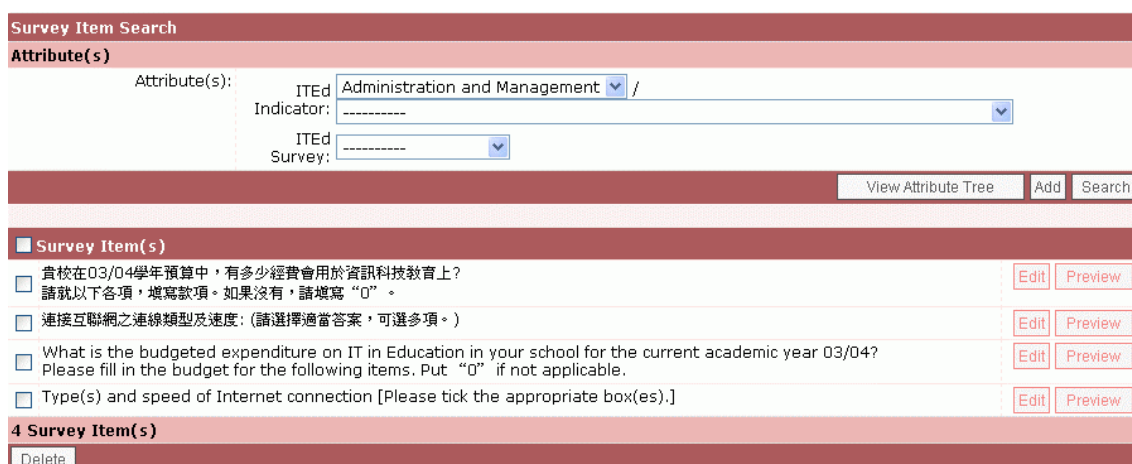 Survey Item Search
Attribute(s)
Attribute(s):
ITEd Indicator: Administration and Management /
----------
ITEd Survey: ----------
View Attribute Tree Add Search
Survey Item(s)
貴校在03/04學年預算中，有多少經費會用於資訊科技教育上?
請就以下各項，填寫款項。如果沒有，請填寫“0”。
Edit Preview
連接互聯網之連線類型及速度: (請選擇適當答案，可選多項。)
Edit Preview
What is the budgeted expenditure on IT in Education in your school for the current academic year 03/04?
Please fill in the budget for the following items. Put “0” if not applicable.
Edit Preview
Type(s) and speed of Internet connection [Please tick the appropriate box(es).]
Edit Preview
4 Survey Item(s)
Delete